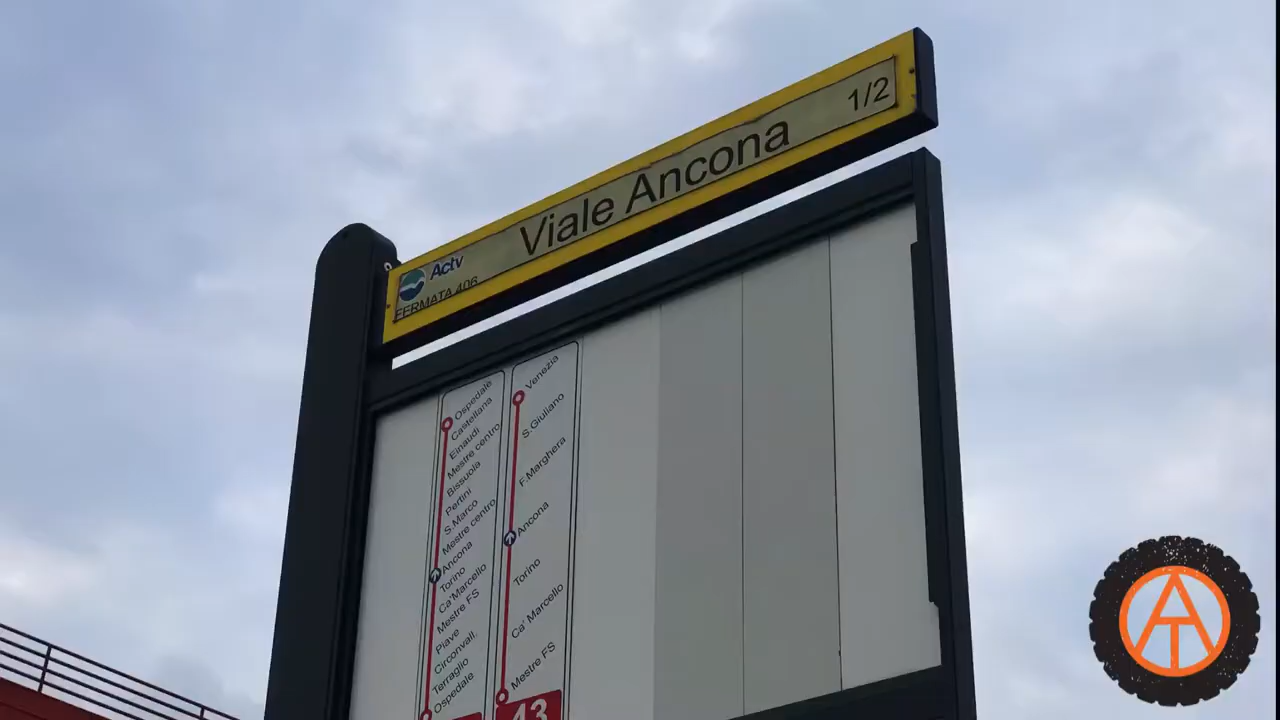 Viale Ancona
1/2
Actv
FERMATA 406
Ospedale
Castellana
Einaudi
Mestre centro
Bissuola
Pertini
S.Marco
Mestre centro
Ancona
Torino
Ca'Marcello
Mestre FS
Piave
Circonvall.
Terraglio
Ospedale
Venezia
S.Giuliano
F.Marghera
Ancona
Torino
Ca' Marcello
Mestre FS
43
AT